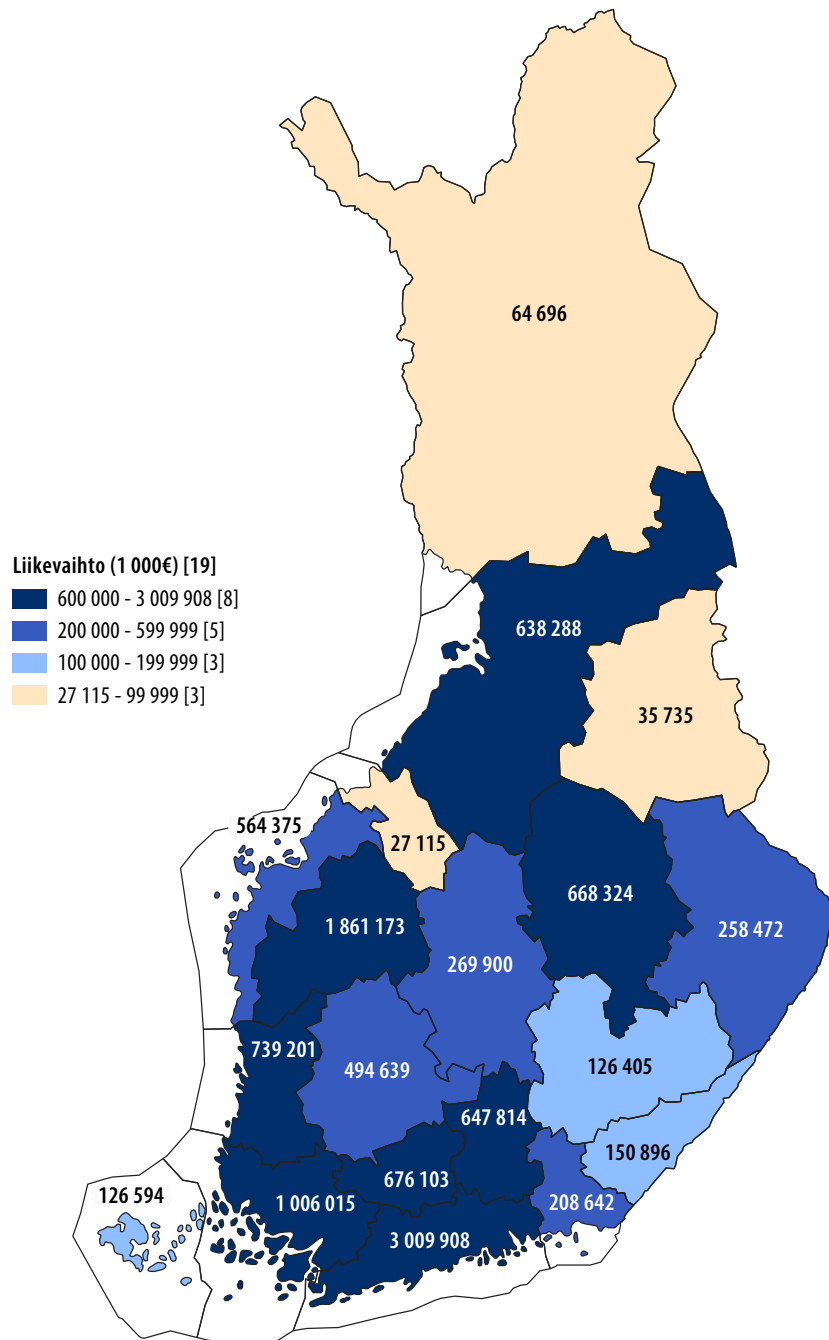 64 696
Liikevaihto (1 000€) [19]
600 000 - 3 009 908 [8]
200 000 - 599 999 [5]
100 000 - 199 999 [3]
27 115 - 99 999 [3]
638 288
35 735
564 375
27 115
668 324
1 861 173
258 472
269 900
739 201
494 639
126 405
647 814
150 896
676 103
126 594
1 006 015
208 642
3 009 908